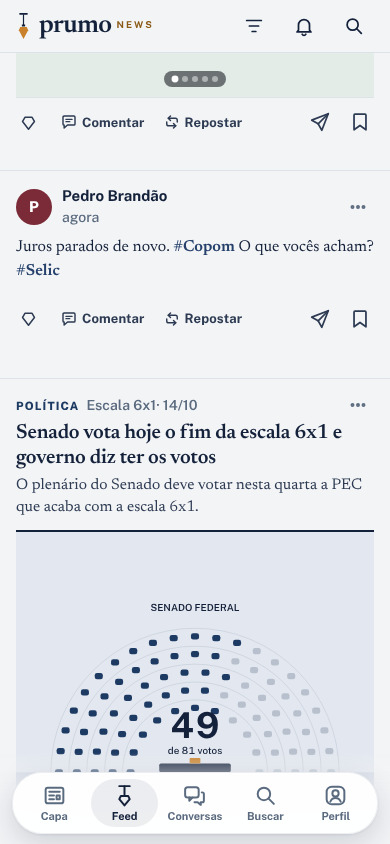 prumo NEWS
Comentar Repostar
P Pedro Brandão
agora
Juros parados de novo. #Copom O que vocês acham?
#Selic
Comentar Repostar
POLÍTICA Escala 6x1· 14/10
Senado vota hoje o fim da escala 6x1 e
governo diz ter os votos
O plenário do Senado deve votar nesta quarta a PEC
que acaba com a escala 6x1.
SENADO FEDERAL
49
de 81 votos
Capa Feed Conversas Buscar Perfil